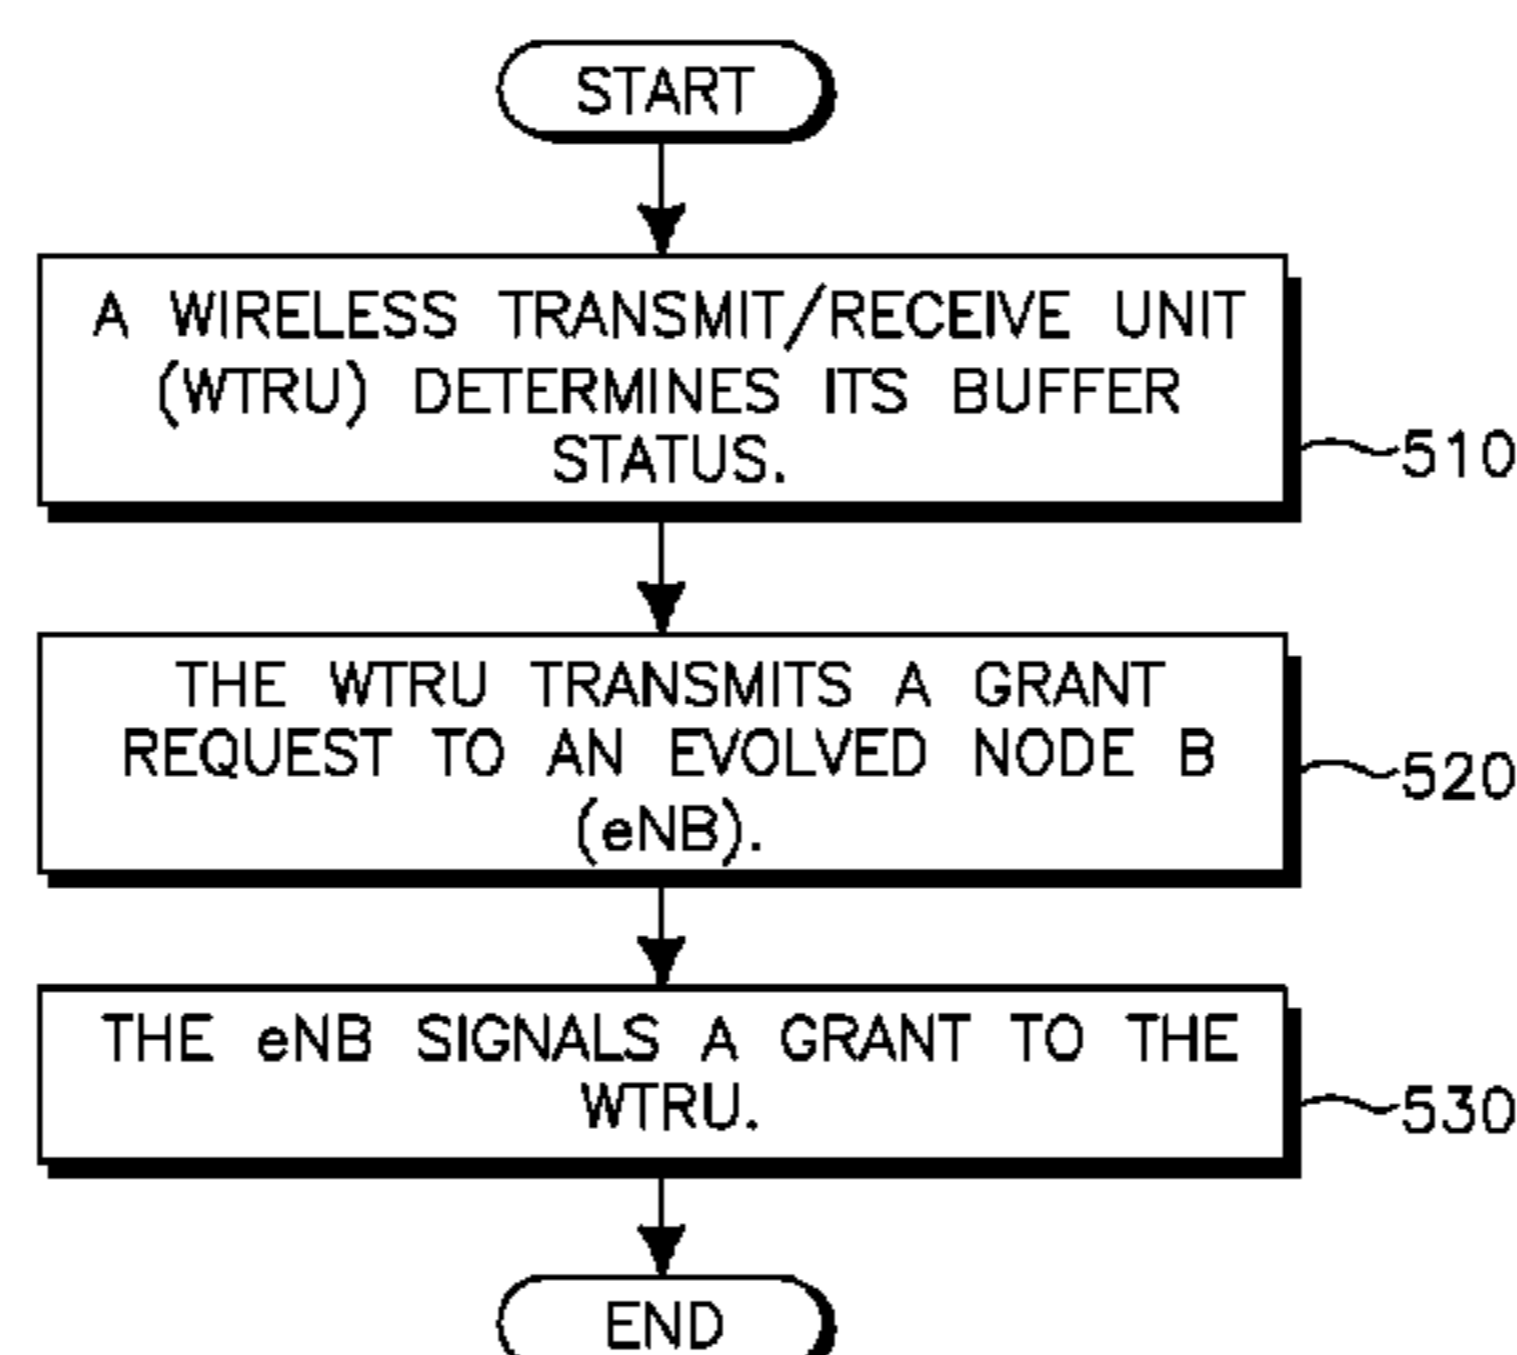 START
A WIRELESS TRANSMIT/RECEIVE UNIT
(WTRU) DETERMINES ITS BUFFER
STATUS.
510
THE WTRU TRANSMITS A GRANT
REQUEST TO AN EVOLVED NODE B
(eNB).
520
THE eNB SIGNALS A GRANT TO THE
WTRU.
530
END